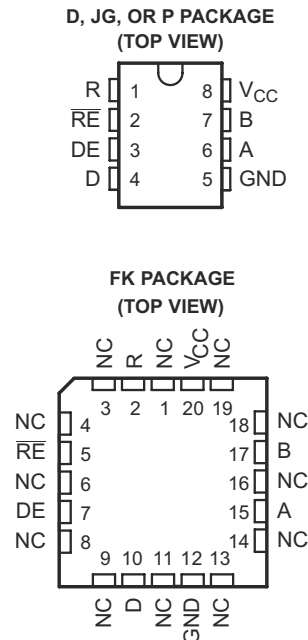 D, JG, OR P PACKAGE
(TOP VIEW)
R 1 8 VCC
RE 2 7 B
DE 3 6 A
D 4 5 GND
FK PACKAGE
(TOP VIEW)
NC R NC VCC NC
3 2 1 20 19
NC 4 18 NC
RE 5 17 B
NC 6 16 NC
DE 7 15 A
NC 8 14 NC
9 10 11 12 13
NC D NC GND NC